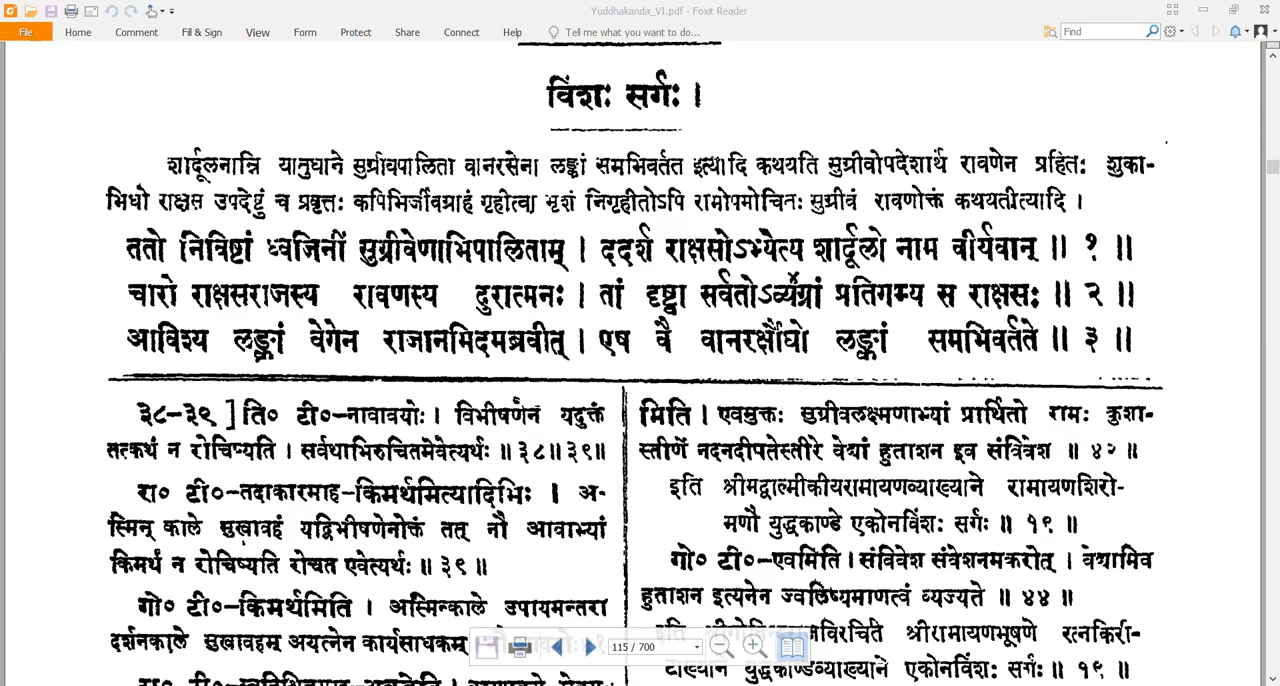 Yuddhakanda_VI.pdf - Foxit Reader
File Home Comment Fill & Sign View Form Protect Share Connect Help Tell me what you want to do... Find
विंशः सर्गः ।
शार्दूलनान्नि यानुधाने सुग्रीवपालिता वानरसेना लङ्कां समभिवर्तत इत्यादि कथयति सुग्रीवोपदेशार्थं रावणेन प्रहितः शुका-
भिधो राक्षस उपदेष्टुं च प्रवृत्तः कपिभिर्जीवग्राहं गृहीत्वा भृशं निगृहीतोऽपि रामोपमोचितः सुग्रीवं रावणोक्तं कथयतीत्यादि ।
ततो निविष्टां ध्वजिनीं सुग्रीवेणाभिपालिताम् । ददर्श राक्षसोऽभ्येत्य शार्दूलो नाम वीर्यवान् ॥ १ ॥
चारो राक्षसराजस्य रावणस्य दुरात्मनः । तां दृष्ट्वा सर्वतोऽव्यग्रां प्रतिगम्य स राक्षसः ॥ २ ॥
आविश्य लङ्कां वेगेन राजानमिदमब्रवीत् । एष वै वानरर्क्षौघो लङ्कां समभिवर्तते ॥ ३ ॥
३८-३९ ] ति० टी०-नावावयोः । विभीषणेन यदुक्तं
तत्कथं न रोचिष्यति । सर्वथाभिरुचितमेवेत्यर्थः ॥ ३८ ॥ ३९ ॥
रा० टी०-तदाकारमाह-किमर्थमित्यादिभिः । अ-
स्मिन् काले सुखावहं यद्विभीषणेनोक्तं तत् नौ आवाभ्यां
किमर्थं न रोचिष्यति रोचत एवेत्यर्थः ॥ ३९ ॥
गो० टी०-किमर्थमिति । अस्मिन्काले उपायमन्तरा
दर्शनकाले सुखावहम् अयत्नेन कार्यसाधकम्
मिति । एवमुक्तः सुग्रीवलक्ष्मणाभ्यां प्रार्थितो रामः कुशा-
स्तीर्णे नदनदीपतेस्तीरे वेद्यां हुताशन इव संविवेश
इति श्रीमद्वाल्मीकीयरामायणव्याख्याने रामायणशिरो-
मणौ युद्धकाण्डे एकोनविंशः सर्गः ॥ १९ ॥
गो० टी०-एवमिति । संविवेश संवेशनमकरोत् । वेद्यामिव
हुताशन इत्यनेन ज्वलिष्यमाणत्वं व्यज्यते ॥ ४४ ॥
इति विरचिते श्रीरामायणभूषणे रत्नकिरी-
टाख्याने युद्धकाण्डव्याख्याने एकोनविंशः सर्गः ॥ १९ ॥
115 / 700